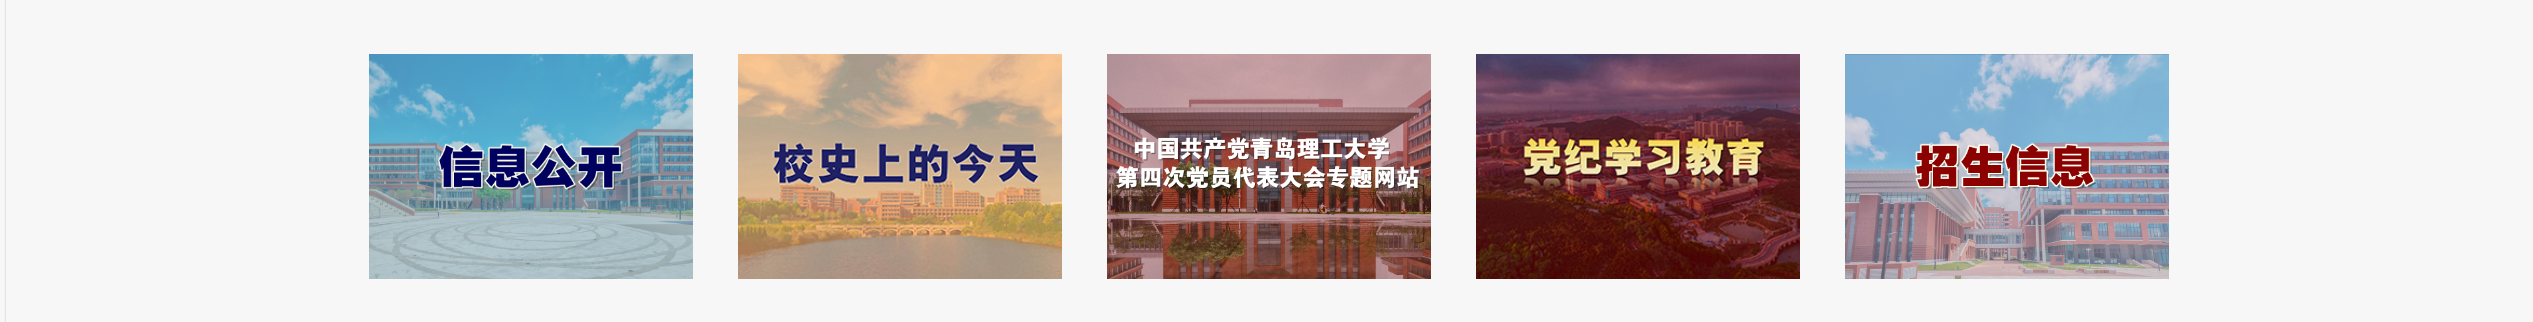 信息公开
校史上的今天
中国共产党青岛理工大学
第四次党员代表大会专题网站
党纪学习教育
招生信息